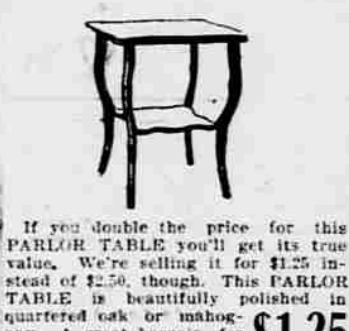 If you double the price for this
PARLOR TABLE you'll get its true
value. We're selling it for $1.25 in-
stead of $2.50, though. This PARLOR
TABLE is beautifully polished in
quartered oak or mahog-
$1.25